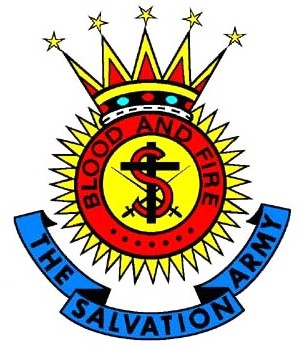 BLOOD AND FIRE
S
THE SALVATION ARMY